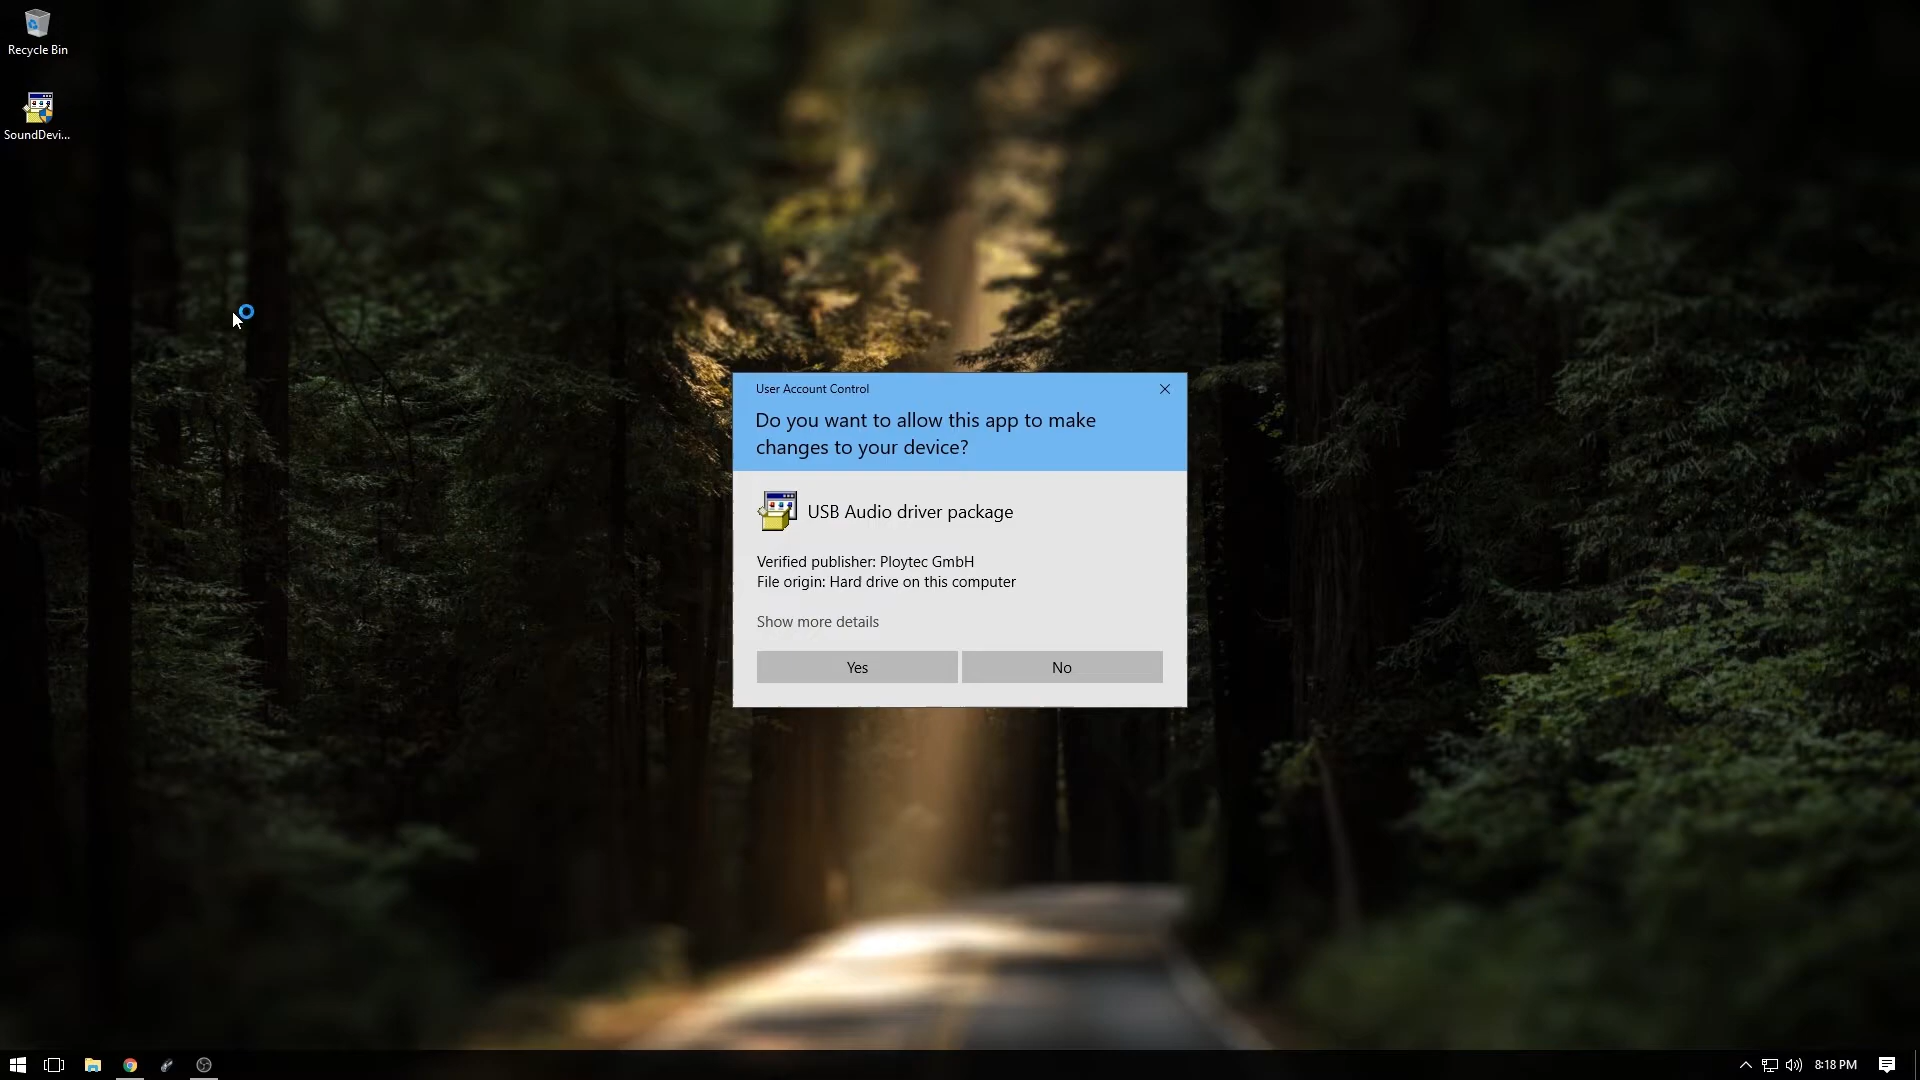 Recycle Bin
SoundDevi...
User Account Control
Do you want to allow this app to make
changes to your device?
USB Audio driver package
Verified publisher: Ploytec GmbH
File origin: Hard drive on this computer
Show more details
Yes
No
8:18 PM